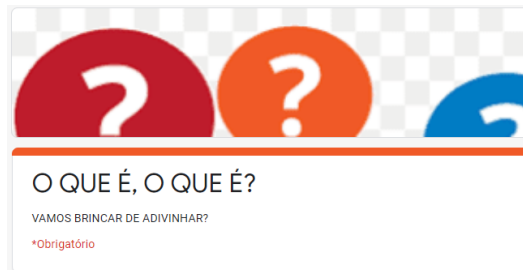 ? ? ?
O QUE É, O QUE É?
VAMOS BRINCAR DE ADIVINHAR?
*Obrigatório